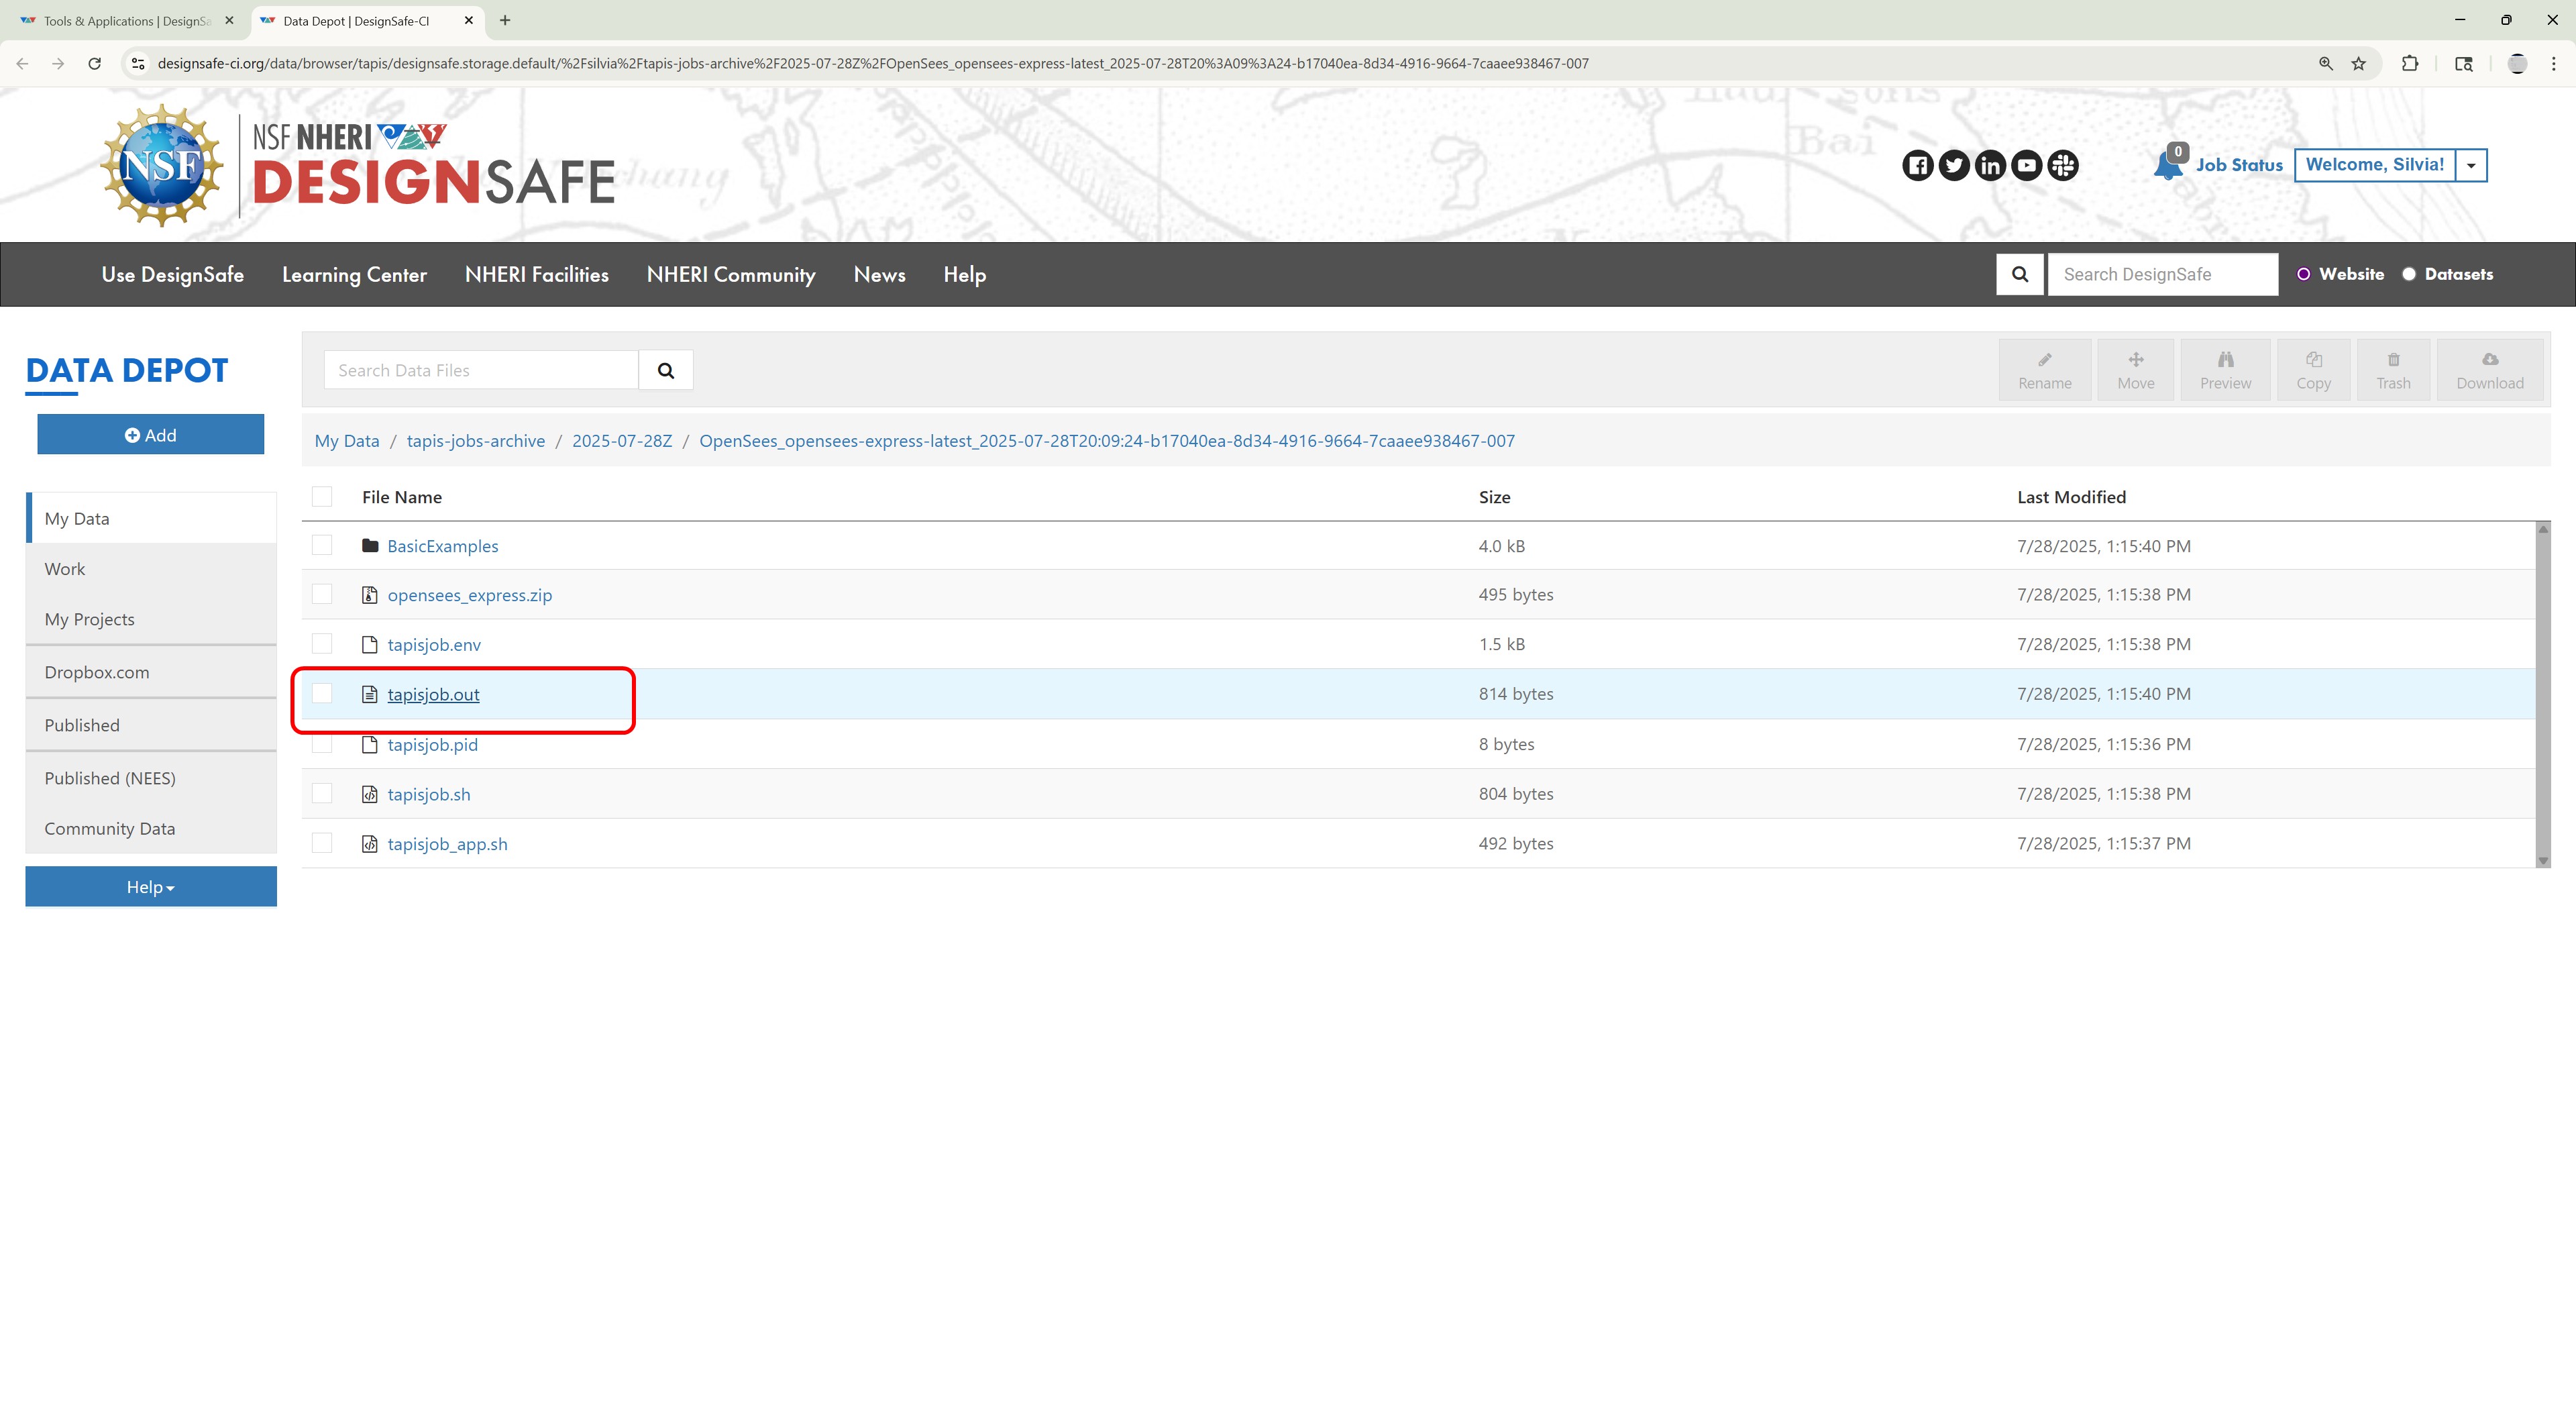 Tools & Applications | DesignSa
Data Depot | DesignSafe-CI
designsafe-ci.org/data/browser/tapis/designsafe.storage.default/%2Fsilvia%2Ftapis-jobs-archive%2F2025-07-28Z%2FOpenSees_opensees-express-latest_2025-07-28T20%3A09%3A24-b17040ea-8d34-4916-9664-7caaee938467-007
NSF
NSF NHERI
DESIGNSAFE
chang
Bai
0
Job Status
Welcome, Silvia!
Use DesignSafe
Learning Center
NHERI Facilities
NHERI Community
News
Help
Search DesignSafe
Website
Datasets
DATA DEPOT
Add
My Data
Work
My Projects
Dropbox.com
Published
Published (NEES)
Community Data
Help
Search Data Files
Rename
Move
Preview
Copy
Trash
Download
My Data / tapis-jobs-archive / 2025-07-28Z / OpenSees_opensees-express-latest_2025-07-28T20:09:24-b17040ea-8d34-4916-9664-7caaee938467-007
File Name Size Last Modified
BasicExamples 4.0 kB 7/28/2025, 1:15:40 PM
opensees_express.zip 495 bytes 7/28/2025, 1:15:38 PM
tapisjob.env 1.5 kB 7/28/2025, 1:15:38 PM
tapisjob.out 814 bytes 7/28/2025, 1:15:40 PM
tapisjob.pid 8 bytes 7/28/2025, 1:15:36 PM
tapisjob.sh 804 bytes 7/28/2025, 1:15:38 PM
tapisjob_app.sh 492 bytes 7/28/2025, 1:15:37 PM